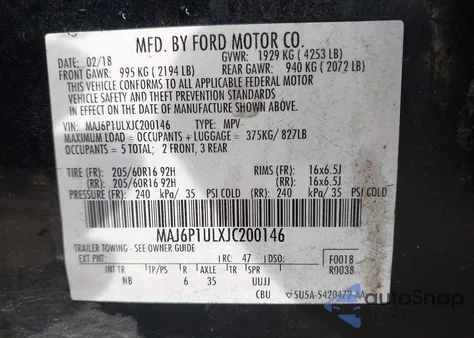 MFD. BY FORD MOTOR CO.
DATE: 02/18 GVWR: 1929 KG ( 4253 LB)
FRONT GAWR: 995 KG ( 2194 LB) REAR GAWR: 940 KG ( 2072 LB)
THIS VEHICLE CONFORMS TO ALL APPLICABLE FEDERAL MOTOR
VEHICLE SAFETY AND THEFT PREVENTION STANDARDS IN EFFECT
ON THE DATE OF MANUFACTURE SHOWN ABOVE.
VIN: MAJ6P1ULXJC200146 TYPE: MPV
MAXIMUM LOAD = OCCUPANTS + LUGGAGE = 375KG/ 827LB
OCCUPANTS = 5 TOTAL; 2 FRONT, 3 REAR
TIRE (FR): 205/60R16 92H RIMS (FR): 16x6.5J
(RR): 205/60R16 92H (RR): 16x6.5J
PRESSURE (FR): 240 kPa/ 35 PSI COLD (RR): 240 kPa/ 35 PSI COLD
MAJ6P1ULXJC200146
TRAILER TOWING - SEE OWNER GUIDE
EXT PNT: RC: 47 DSO: F0018
R0038
INT TR TP/PS R AXLE TR SPR
NB 6 35 UUJJ
CBU 5U5A-5420472-AA
AutoSnap